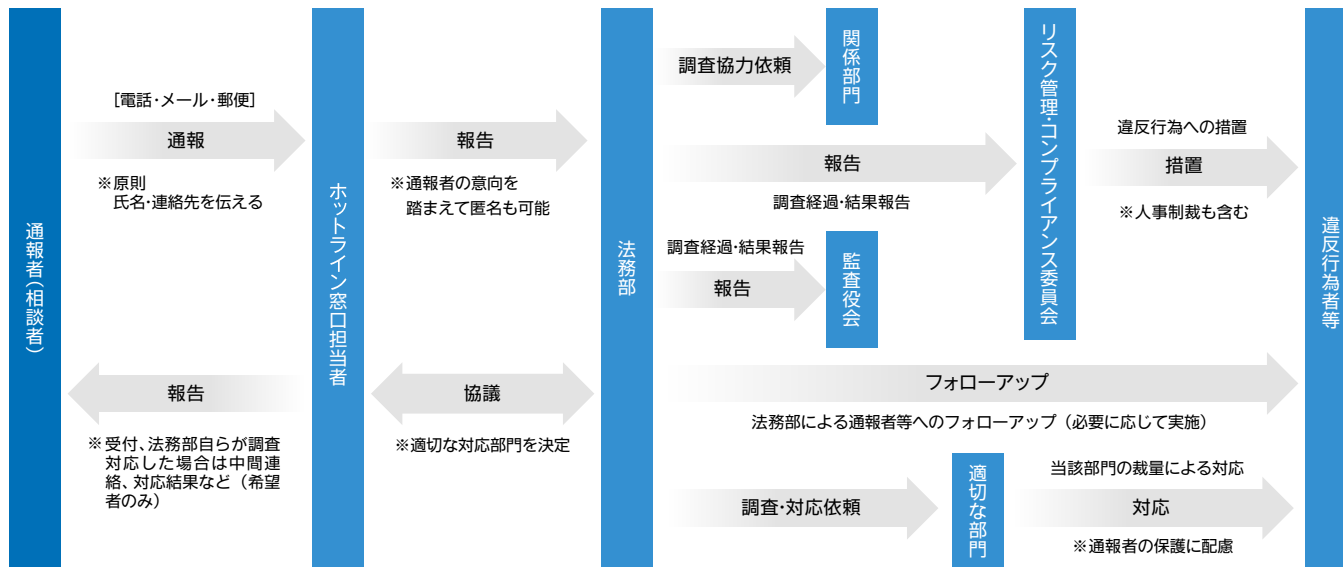 通報者(相談者)
[電話・メール・郵便]
通報
※原則
氏名・連絡先を伝える
報告
※受付、法務部自らが調査
対応した場合は中間連
絡、対応結果など（希望
者のみ）
ホットライン窓口担当者
報告
※通報者の意向を
踏まえて匿名も可能
協議
※適切な対応部門を決定
法務部
調査協力依頼
関係部門
報告
調査経過・結果報告
調査経過・結果報告
報告
監査役会
リスク管理・コンプライアンス委員会
違反行為への措置
措置
※人事制裁も含む
フォローアップ
法務部による通報者等へのフォローアップ（必要に応じて実施）
調査・対応依頼
適切な部門
当該部門の裁量による対応
対応
※通報者の保護に配慮
違反行為者等